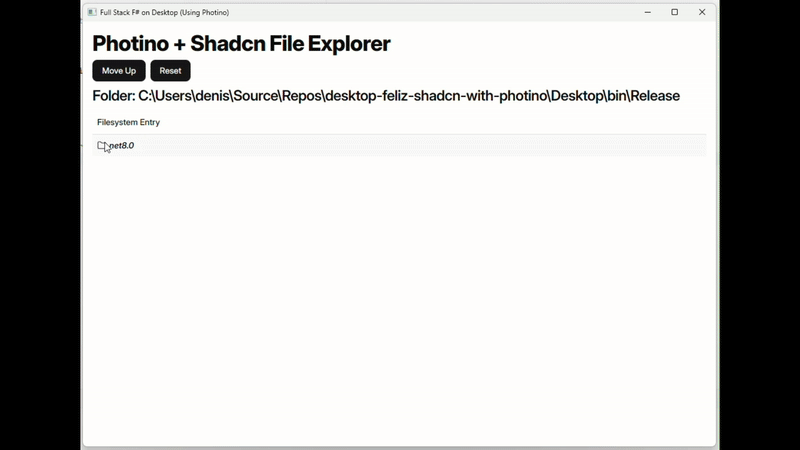 Full Stack F# on Desktop (Using Photino)
Photino + Shadcn File Explorer
Move Up Reset
Folder: C:\Users\denis\Source\Repos\desktop-feliz-shadcn-with-photino\Desktop\bin\Release
Filesystem Entry
net8.0